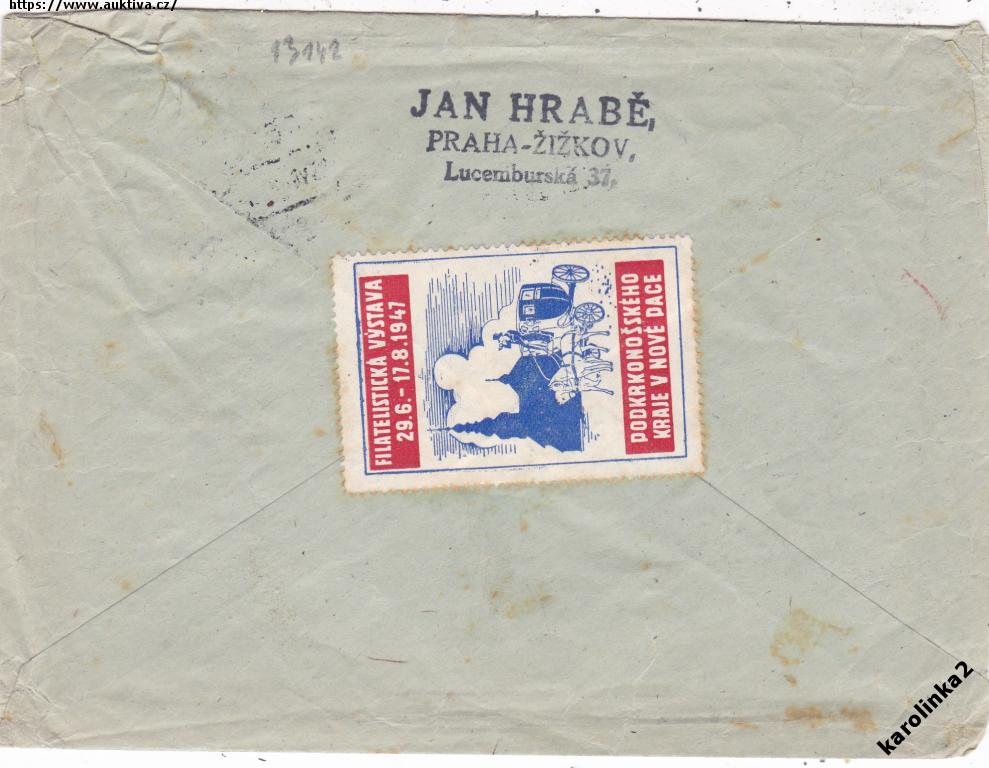 https://www.auktiva.cz/
13142
JAN HRABĚ,
PRAHA-ŽIŽKOV,
Lucemburská 37,
FILATELISTICKÁ VÝSTAVA
29.6.-17.8.1947
PODKRKONOŠSKÉHO
KRAJE V NOVÉ PACE
karolinka2